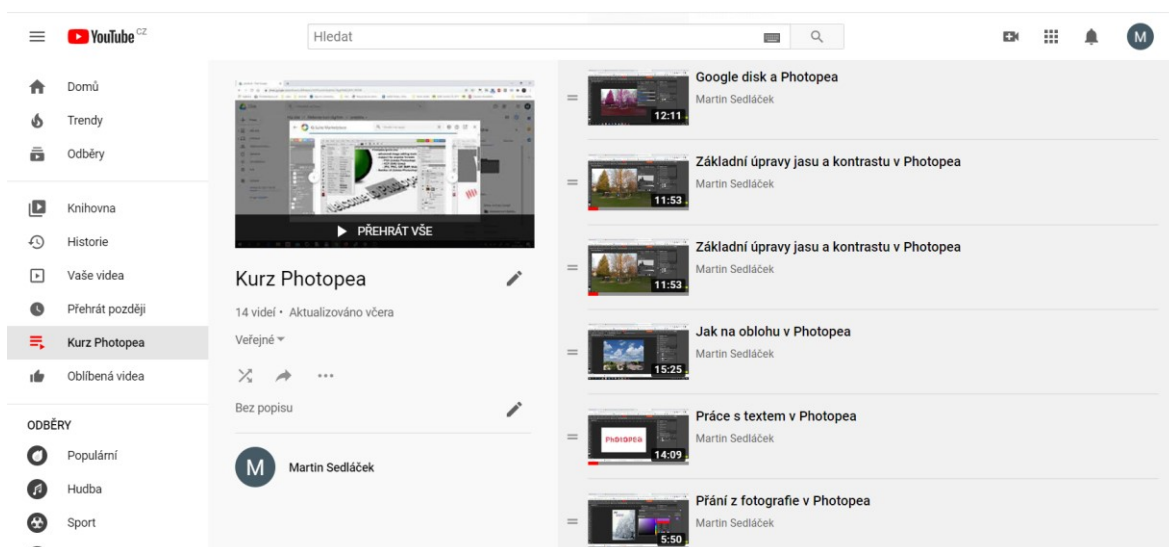 YouTube CZ
Hledat
Domů
Trendy
Odběry
Knihovna
Historie
Vaše videa
Přehrát později
Kurz Photopea
Oblíbená videa
ODBĚRY
Populární
Hudba
Sport
PŘEHRÁT VŠE
Kurz Photopea
14 videí • Aktualizováno včera
Veřejné
Bez popisu
M Martin Sedláček
Google disk a Photopea
Martin Sedláček
12:11
Základní úpravy jasu a kontrastu v Photopea
Martin Sedláček
11:53
Základní úpravy jasu a kontrastu v Photopea
Martin Sedláček
11:53
Jak na oblohu v Photopea
Martin Sedláček
15:25
Práce s textem v Photopea
Martin Sedláček
PHOTOPEA
14:09
Přání z fotografie v Photopea
Martin Sedláček
5:50
M